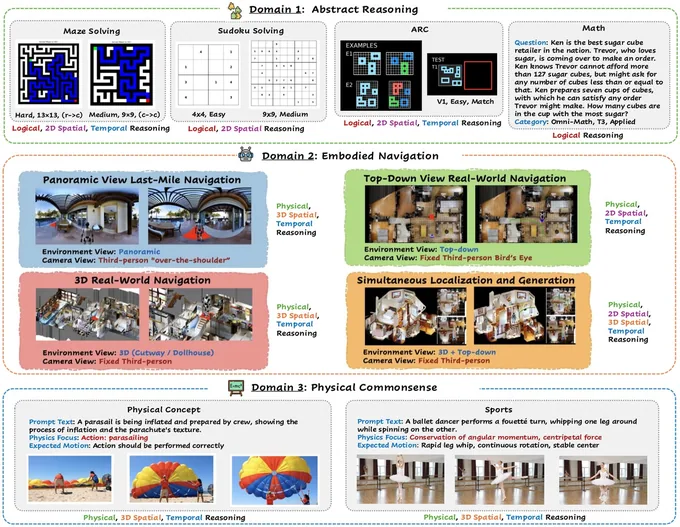 Domain 1: Abstract Reasoning
Maze Solving
Hard, 13x13, (r->c)
Medium, 9x9, (c->c)
Logical, 2D Spatial, Temporal Reasoning
Sudoku Solving
4x4, Easy
9x9, Medium
Logical, 2D Spatial Reasoning
ARC
EXAMPLES
E1
E2
TEST
T1
V1, Easy, Match
Logical, 2D Spatial, Temporal Reasoning
Math
Question: Ken is the best sugar cube
retailer in the nation. Trevor, who loves
sugar, is coming over to make an order.
Ken knows Trevor cannot afford more
than 127 sugar cubes, but might ask for
any number of cubes less than or equal to
that. Ken prepares seven cups of cubes,
with which he can satisfy any order
Trevor might make. How many cubes are
in the cup with the most sugar?
Category: Omni-Math, T3, Applied
Logical Reasoning
Domain 2: Embodied Navigation
Panoramic View Last-Mile Navigation
Environment View: Panoramic
Camera View: Third-person "over-the-shoulder"
Physical,
3D Spatial,
Temporal
Reasoning
Top-Down View Real-World Navigation
Environment View: Top-down
Camera View: Fixed Third-person Bird's Eye
Physical,
2D Spatial,
Temporal
Reasoning
3D Real-World Navigation
Environment View: 3D (Cutway / Dollhouse)
Camera View: Fixed Third-person
Physical,
3D Spatial,
Temporal
Reasoning
Simultaneous Localization and Generation
Environment View: 3D + Top-down
Camera View: Fixed Third-person
Physical,
2D Spatial,
3D Spatial,
Temporal
Reasoning
Domain 3: Physical Commonsense
Physical Concept
Prompt Text: A parasail is being inflated and prepared by crew, showing the
process of inflation and the parachute's texture.
Physics Focus: Action: parasailing
Expected Motion: Action should be performed correctly
Physical, 3D Spatial, Temporal Reasoning
Sports
Prompt Text: A ballet dancer performs a fouetté turn, whipping one leg around
while spinning on the other.
Physics Focus: Conservation of angular momentum, centripetal force
Expected Motion: Rapid leg whip, continuous rotation, stable center
Physical, 3D Spatial, Temporal Reasoning